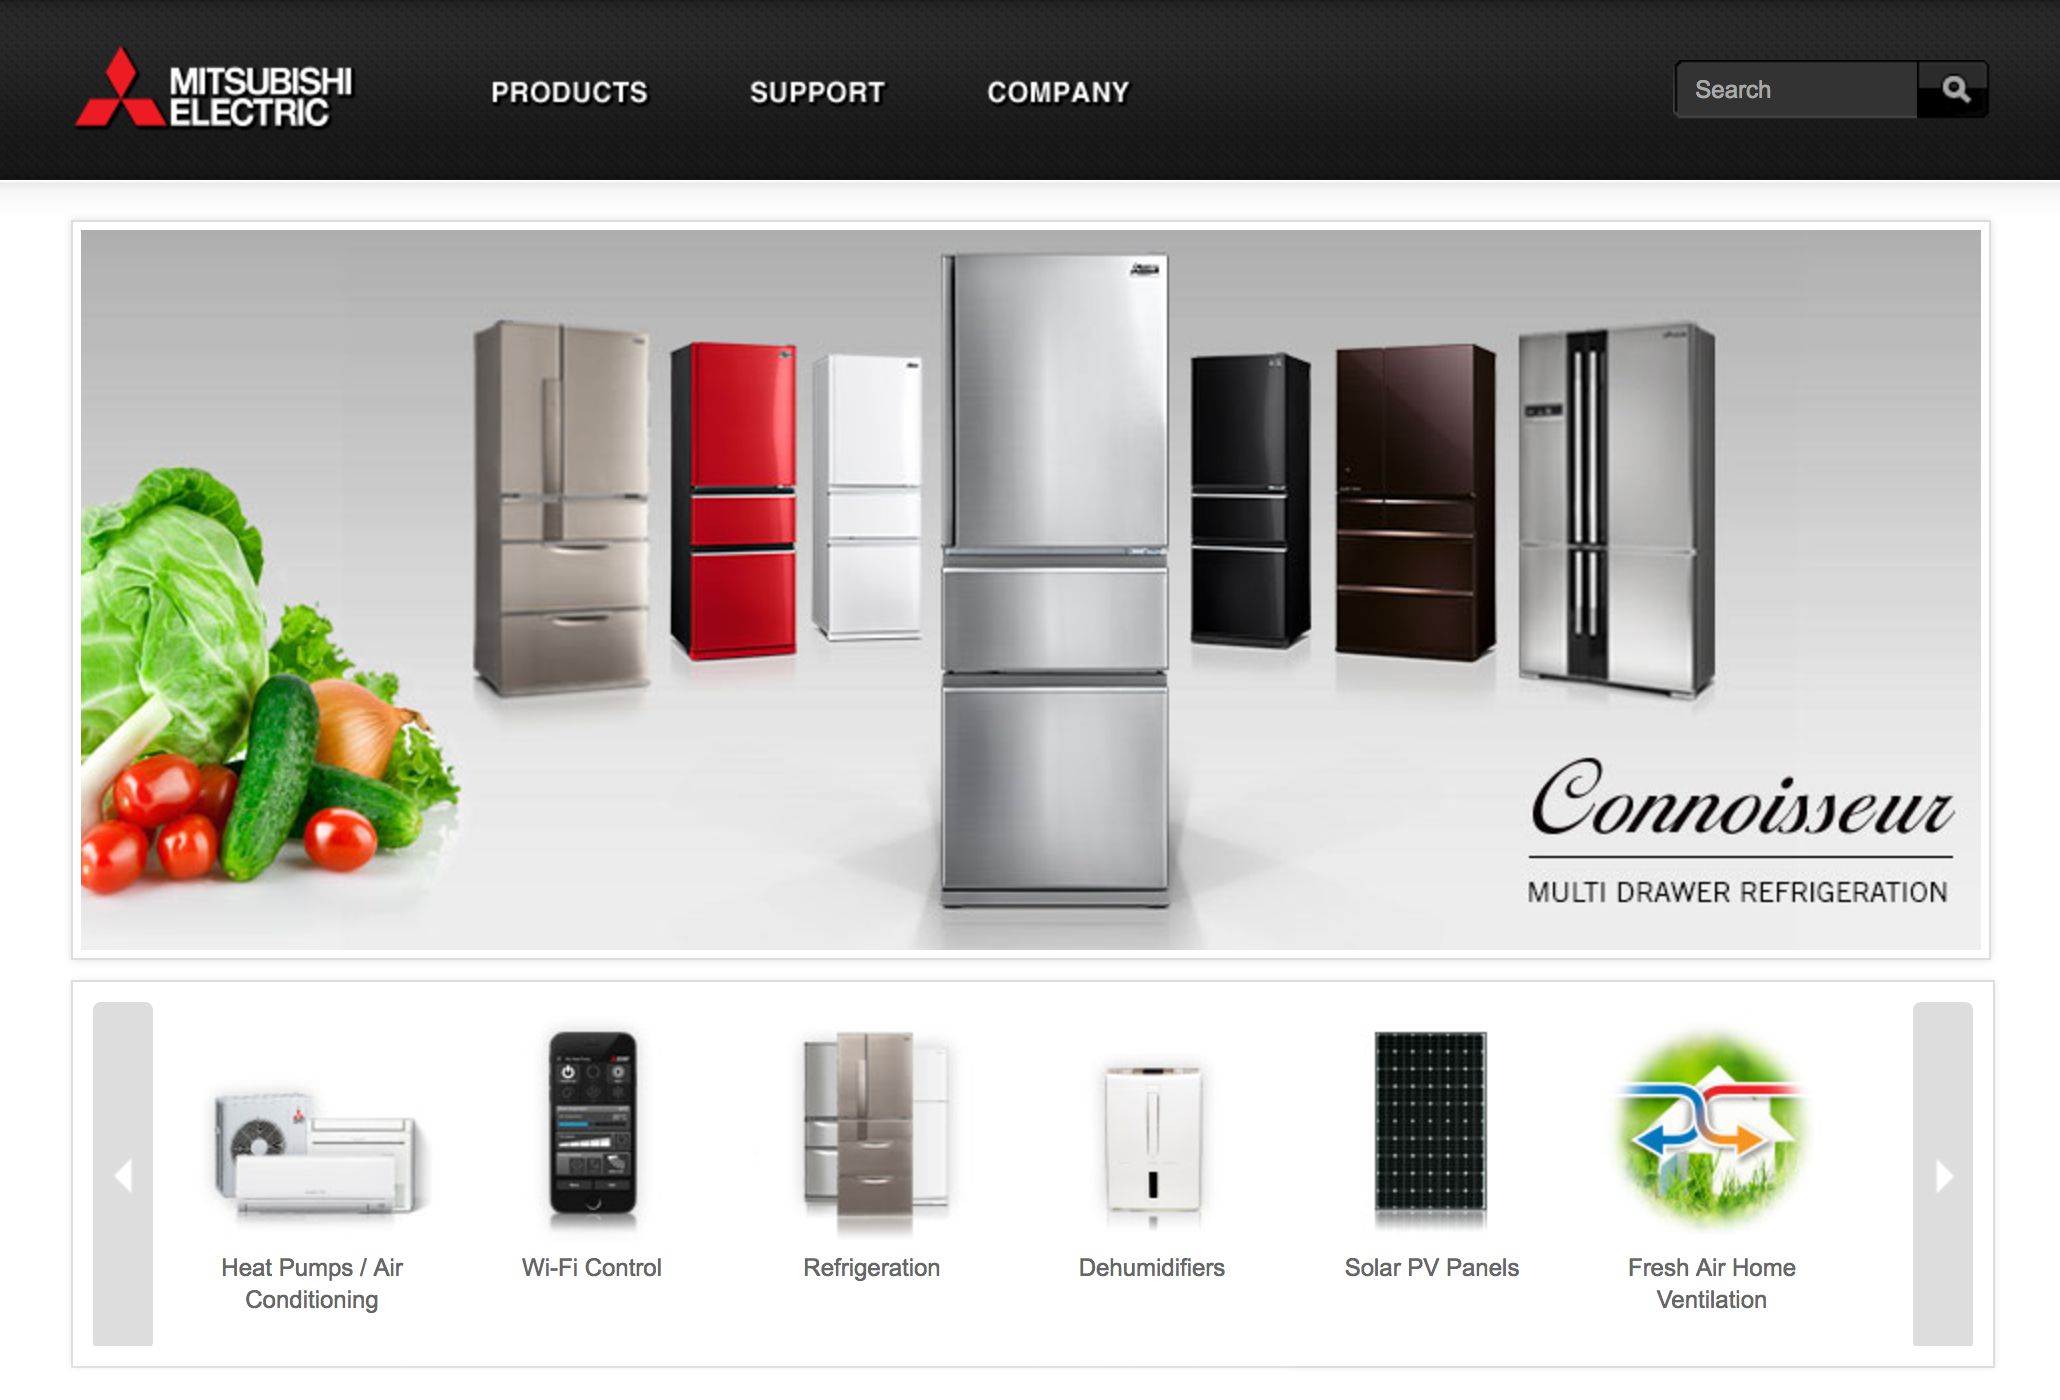 MITSUBISHI
ELECTRIC
PRODUCTS
SUPPORT
COMPANY
Search
Connoisseur
MULTI DRAWER REFRIGERATION
Heat Pumps / Air
Conditioning
Wi-Fi Control
Refrigeration
Dehumidifiers
Solar PV Panels
Fresh Air Home
Ventilation